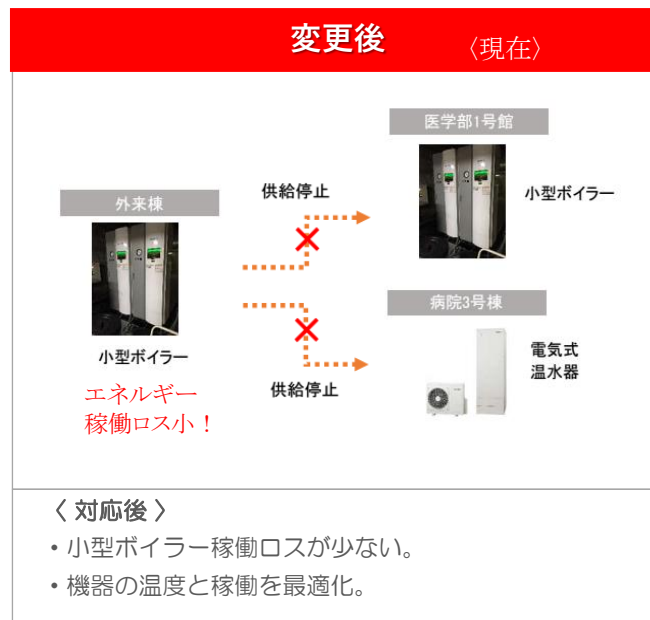 変更後 〈現在〉
医学部1号館
供給停止
小型ボイラー
外来棟
病院3号棟
小型ボイラー
電気式
温水器
エネルギー
稼働ロス小！
供給停止
〈 対応後 〉
・小型ボイラー稼働ロスが少ない。
・機器の温度と稼働を最適化。